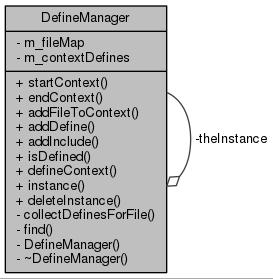 DefineManager
- m_fileMap
- m_contextDefines
+ startContext()
+ endContext()
+ addFileToContext()
+ addDefine()
+ addInclude()
+ isDefined()
+ defineContext()
+ instance()
+ deleteInstance()
- collectDefinesForFile()
- find()
- DefineManager()
- ~DefineManager()
-theInstance